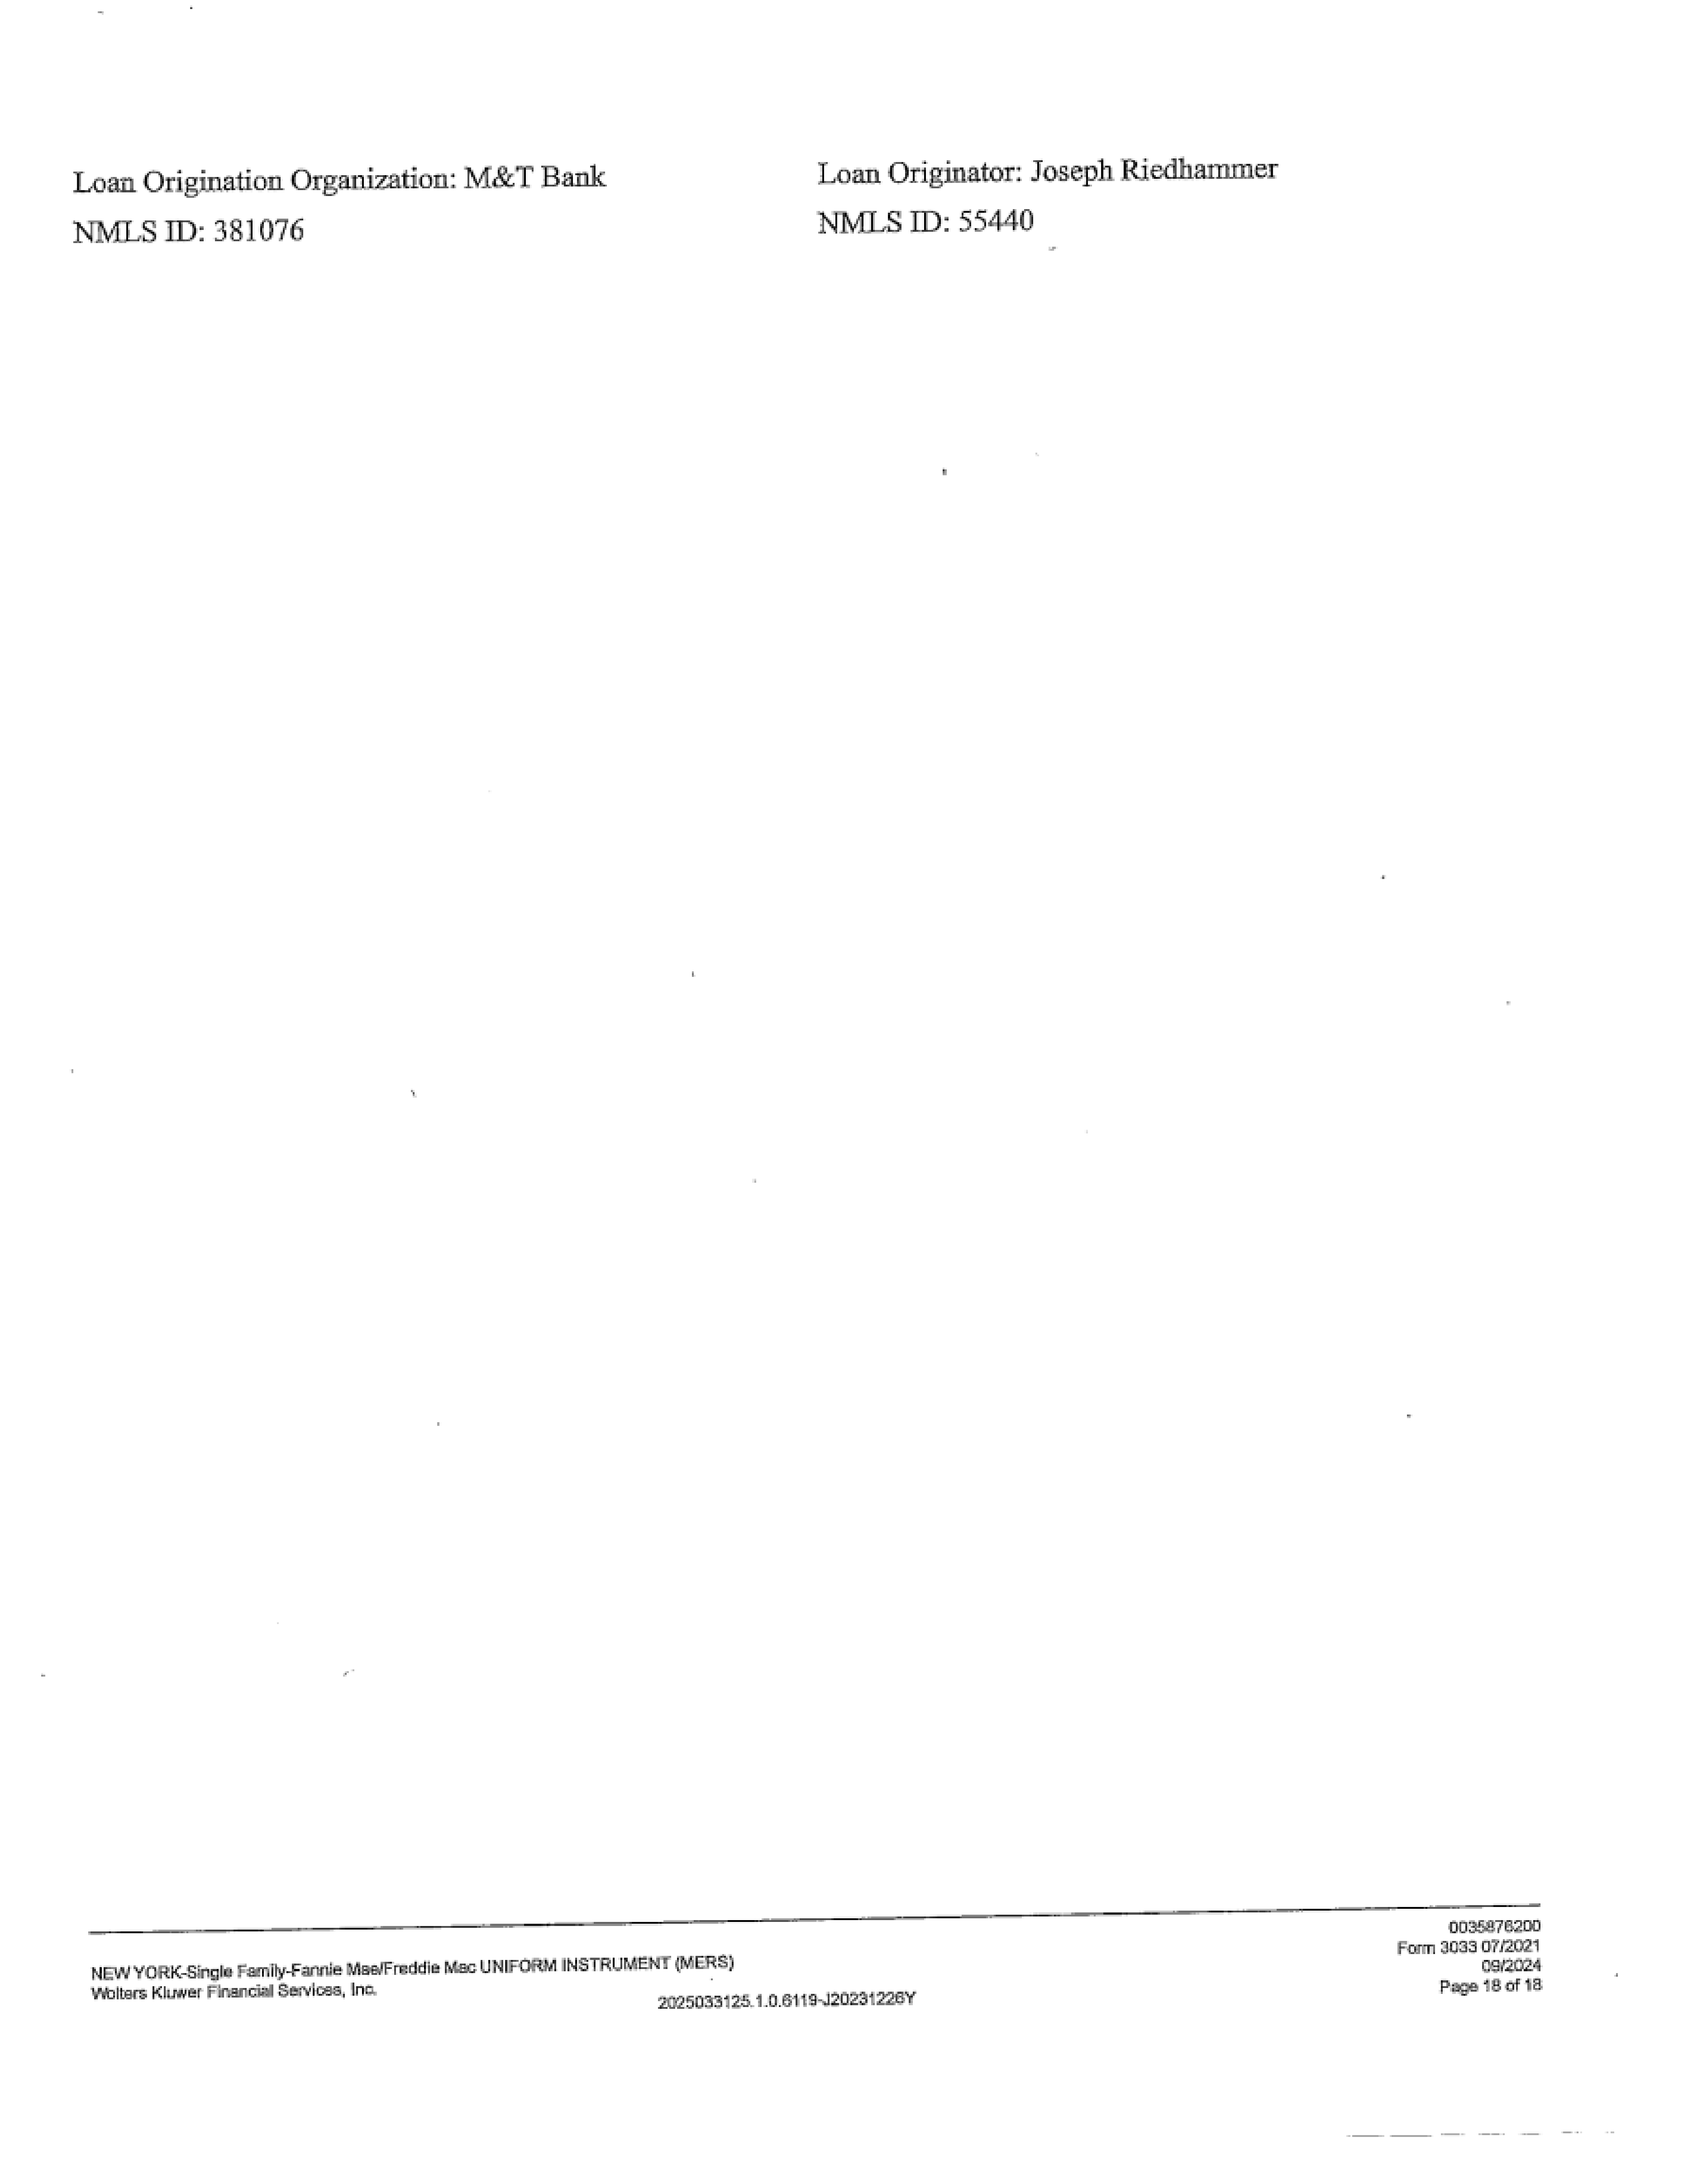 Loan Origination Organization: M&T Bank
NMLS ID: 381076
Loan Originator: Joseph Riedhammer
NMLS ID: 55440
0035876200
Form 3033 07/2021
09/2024
Page 18 of 18
NEW YORK-Single Family-Fannie Mae/Freddie Mac UNIFORM INSTRUMENT (MERS)
Wolters Kluwer Financial Services, Inc.
2025033125.1.0.6119-J20231226Y